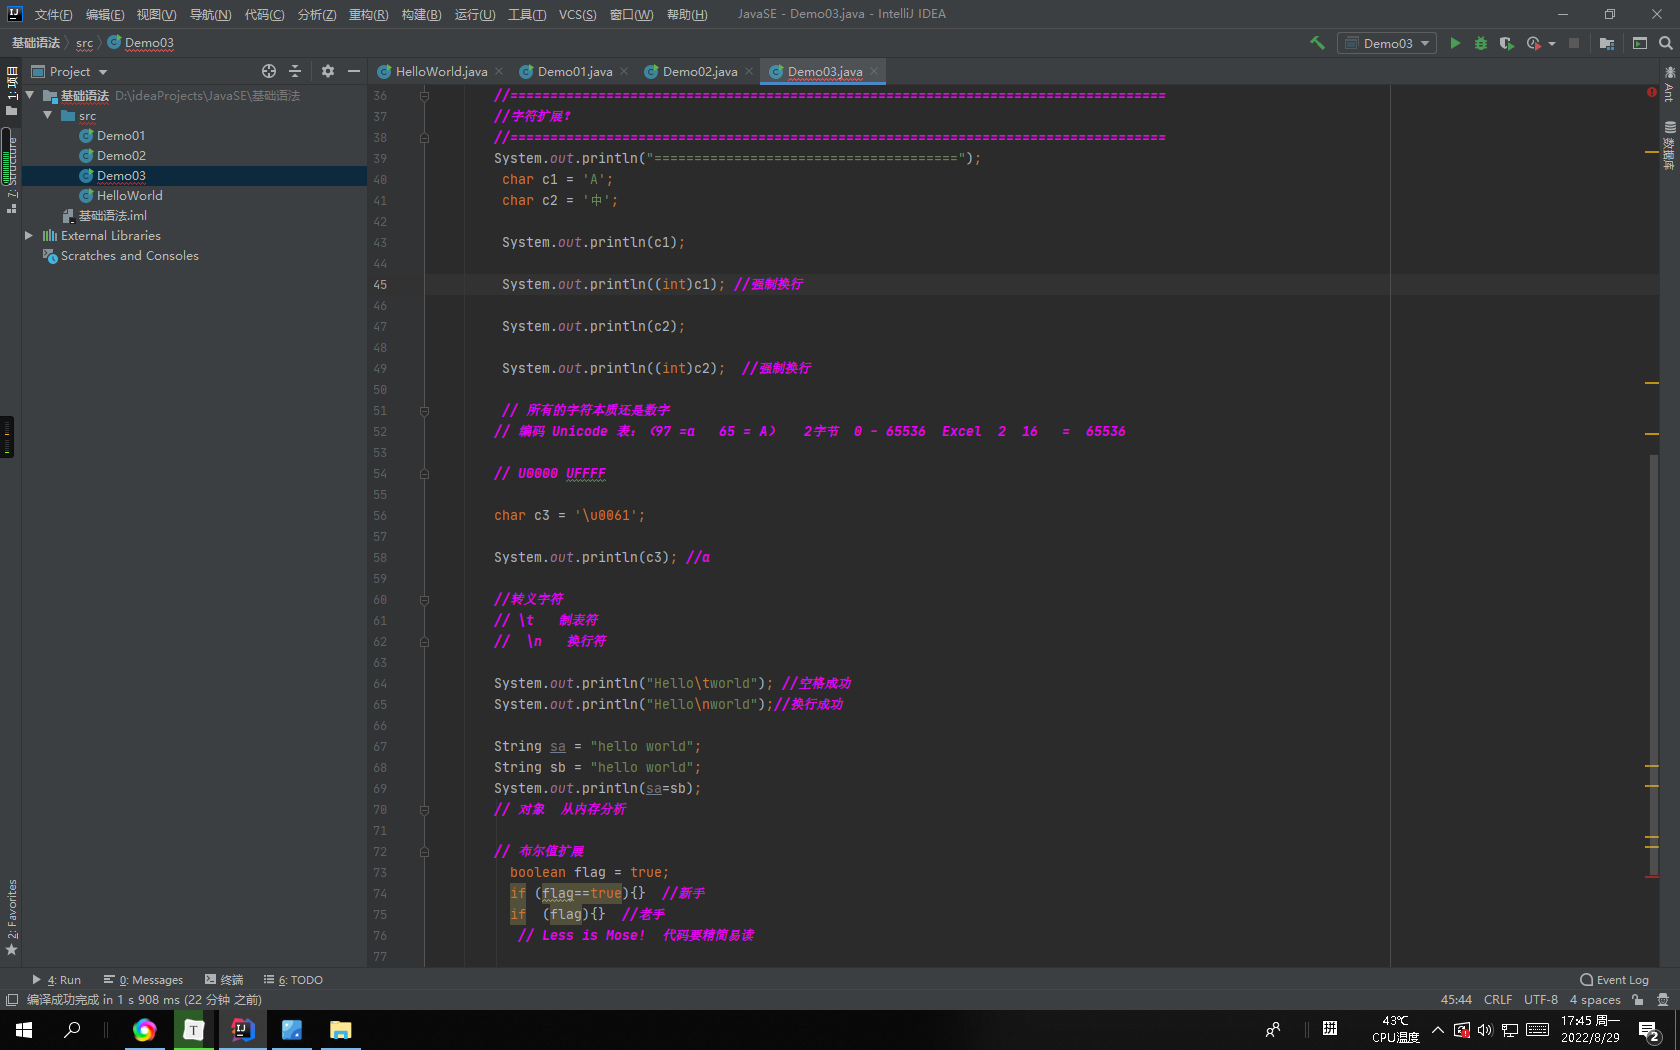 文件(F) 编辑(E) 视图(V) 导航(N) 代码(C) 分析(Z) 重构(R) 构建(B) 运行(U) 工具(T) VCS(S) 窗口(W) 帮助(H) JavaSE - Demo03.java - IntelliJ IDEA
基础语法 src Demo03
Demo03
1: 项目
Project
HelloWorld.java Demo01.java Demo02.java Demo03.java
基础语法 D:\ideaProjects\JavaSE\基础语法
src
Demo01
Demo02
Demo03
HelloWorld
基础语法.iml
External Libraries
Scratches and Consoles
7: Structure
2: Favorites
Ant
数据库
36 //==================================================================================
37 //字符扩展?
38 //==================================================================================
39 System.out.println("======================================");
40 char c1 = 'A';
41 char c2 = '中';
42
43 System.out.println(c1);
44
45 System.out.println((int)c1); //强制换行
46
47 System.out.println(c2);
48
49 System.out.println((int)c2);  //强制换行
50
51 // 所有的字符本质还是数字
52 // 编码 Unicode 表: (97 =a   65 = A)   2字节  0 - 65536  Excel  2  16   =  65536
53
54 // U0000 UFFFF
55
56 char c3 = '\u0061';
57
58 System.out.println(c3); //a
59
60 //转义字符
61 // \t   制表符
62 //  \n   换行符
63
64 System.out.println("Hello\tworld"); //空格成功
65 System.out.println("Hello\nworld");//换行成功
66
67 String sa = "hello world";
68 String sb = "hello world";
69 System.out.println(sa=sb);
70 // 对象  从内存分析
71
72 // 布尔值扩展
73 boolean flag = true;
74 if (flag==true){}  //新手
75 if  (flag){}  //老手
76 // Less is Mose!  代码要精简易读
77
4: Run 0: Messages 终端 6: TODO Event Log
编译成功完成 in 1 s 908 ms (22 分钟 之前) 45:44 CRLF UTF-8 4 spaces
43℃
CPU温度
17:45 周一
2022/8/29
2